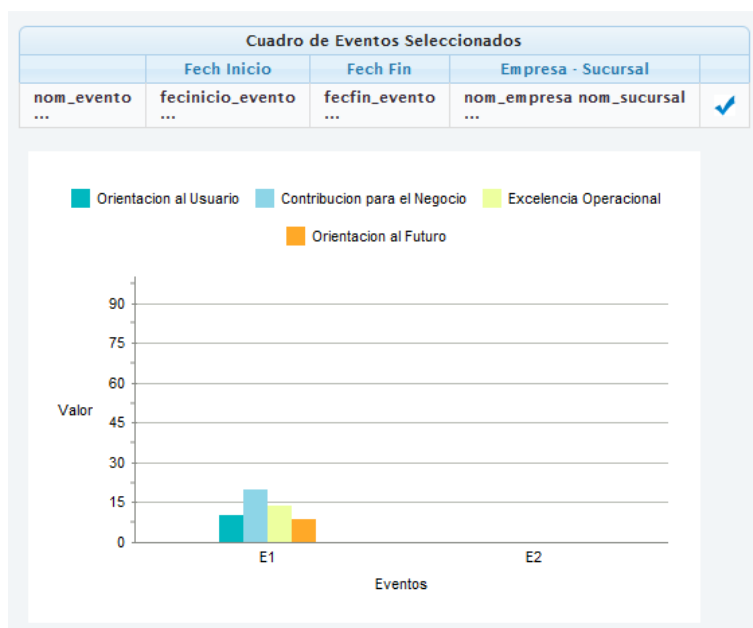 Cuadro de Eventos Seleccionados
Fech Inicio Fech Fin Empresa - Sucursal
nom_evento fecinicio_evento fecfin_evento nom_empresa nom_sucursal
... ... ... ...
Orientacion al Usuario Contribucion para el Negocio Excelencia Operacional
Orientacion al Futuro
90
75
60
Valor
45
30
15
0
E1 E2
Eventos